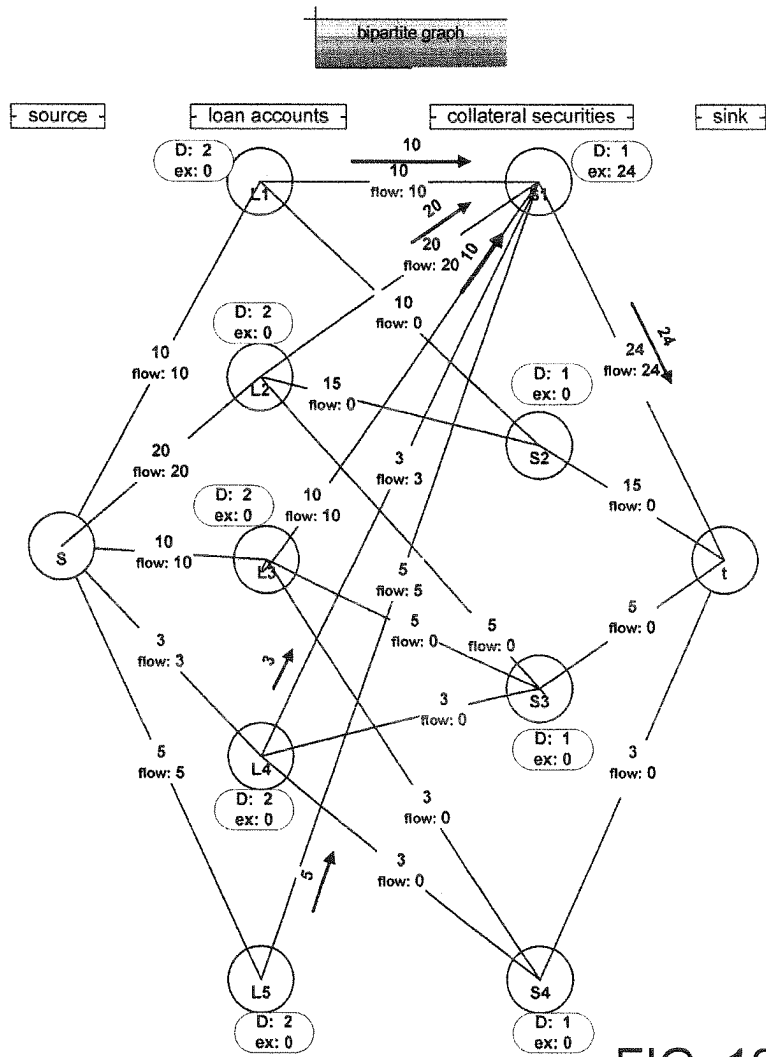 bipartite graph
source
loan accounts
collateral securities
sink
D: 2
ex: 0
L1
10
10
flow: 10
D: 1
ex: 24
S1
20
20
flow: 20
10
D: 2
ex: 0
L2
10
flow: 0
10
flow: 10
15
flow: 0
24
flow: 24
24
D: 1
ex: 0
S2
20
flow: 20
3
flow: 3
15
flow: 0
D: 2
ex: 0
L3
10
flow: 10
S
10
flow: 10
t
5
flow: 5
5
flow: 0
5
flow: 0
5
flow: 0
3
flow: 3
3
3
flow: 0
S3
D: 1
ex: 0
L4
D: 2
ex: 0
5
flow: 5
3
flow: 0
3
flow: 0
3
flow: 0
5
L5
D: 2
ex: 0
S4
D: 1
ex: 0